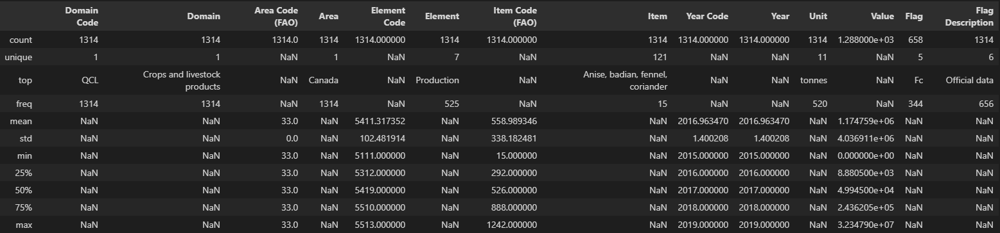 Domain Code Domain Area Code (FAO) Area Element Code Element Item Code (FAO) Item Year Code Year Unit Value Flag Flag Description
count 1314 1314 1314.0 1314 1314.000000 1314 1314.000000 1314 1314.000000 1314.000000 1314 1.288000e+03 658 1314
unique 1 1 NaN 1 NaN 7 NaN 121 NaN NaN 11 NaN 5 6
top QCL Crops and livestock products NaN Canada NaN Production NaN Anise, badian, fennel, coriander NaN NaN tonnes NaN Fc Official data
freq 1314 1314 NaN 1314 NaN 525 NaN 15 NaN NaN 520 NaN 344 656
mean NaN NaN 33.0 NaN 5411.317352 NaN 558.989346 NaN 2016.963470 2016.963470 NaN 1.174759e+06 NaN NaN
std NaN NaN 0.0 NaN 102.481914 NaN 338.182481 NaN 1.400208 1.400208 NaN 4.036911e+06 NaN NaN
min NaN NaN 33.0 NaN 5111.000000 NaN 15.000000 NaN 2015.000000 2015.000000 NaN 0.000000e+00 NaN NaN
25% NaN NaN 33.0 NaN 5312.000000 NaN 292.000000 NaN 2016.000000 2016.000000 NaN 8.880500e+03 NaN NaN
50% NaN NaN 33.0 NaN 5419.000000 NaN 526.000000 NaN 2017.000000 2017.000000 NaN 4.994500e+04 NaN NaN
75% NaN NaN 33.0 NaN 5510.000000 NaN 888.000000 NaN 2018.000000 2018.000000 NaN 2.436205e+05 NaN NaN
max NaN NaN 33.0 NaN 5513.000000 NaN 1242.000000 NaN 2019.000000 2019.000000 NaN 3.234790e+07 NaN NaN